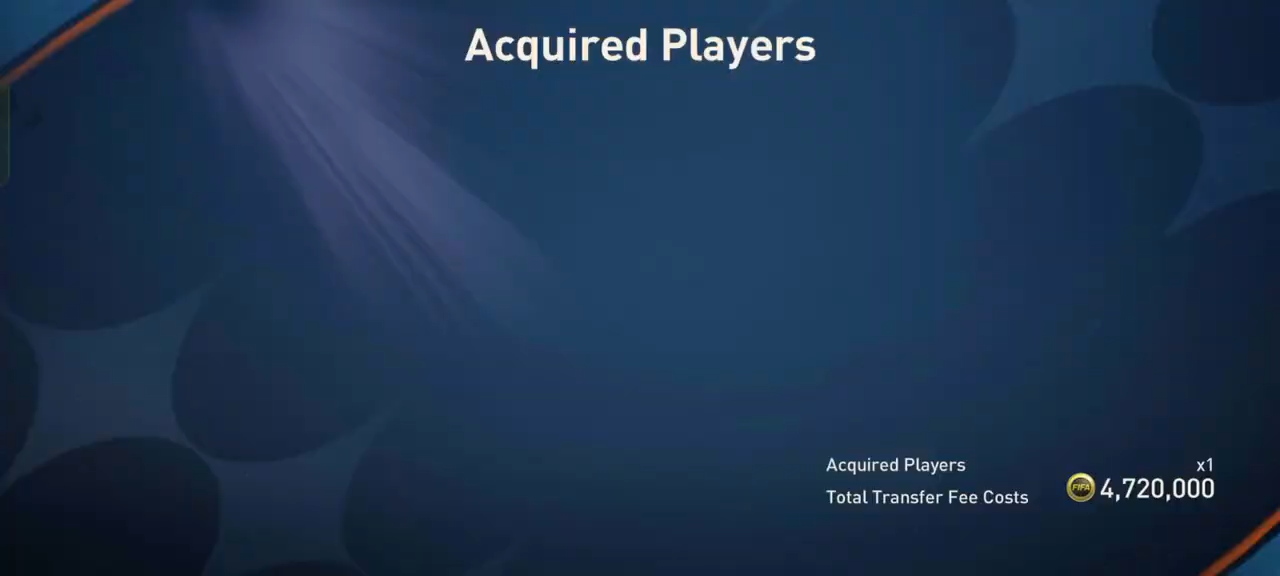 Acquired Players
Acquired Players x1
Total Transfer Fee Costs FIFA 4,720,000